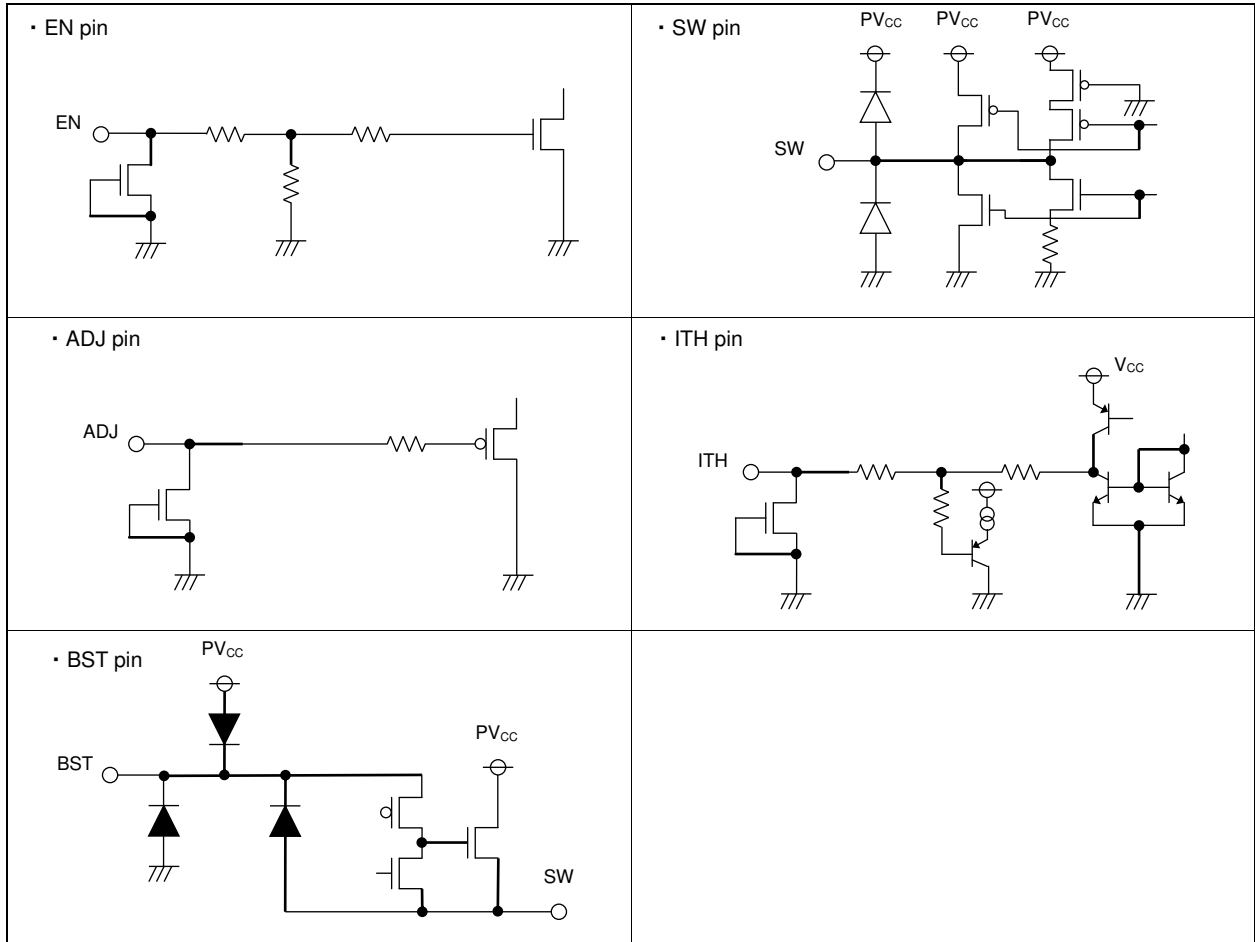 ・EN pin
EN
・SW pin
PVCC PVCC PVCC
SW
・ADJ pin
ADJ
・ITH pin
VCC
ITH
・BST pin
PVCC
PVCC
BST
SW